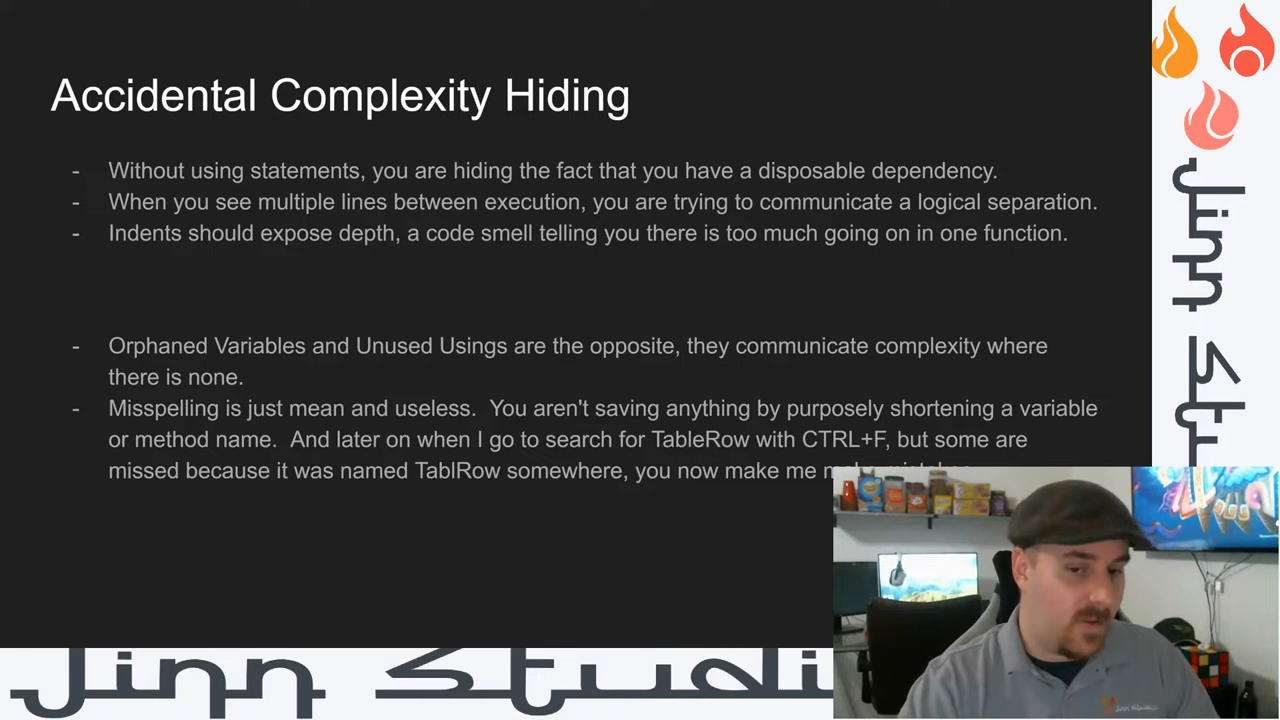 Accidental Complexity Hiding
- Without using statements, you are hiding the fact that you have a disposable dependency.
- When you see multiple lines between execution, you are trying to communicate a logical separation.
- Indents should expose depth, a code smell telling you there is too much going on in one function.
- Orphaned Variables and Unused Usings are the opposite, they communicate complexity where
there is none.
- Misspelling is just mean and useless.  You aren't saving anything by purposely shortening a variable
or method name.  And later on when I go to search for TableRow with CTRL+F, but some are
missed because it was named TablRow somewhere, you now make me
Jinn Stu
Jinn Studi
Jinn Studios